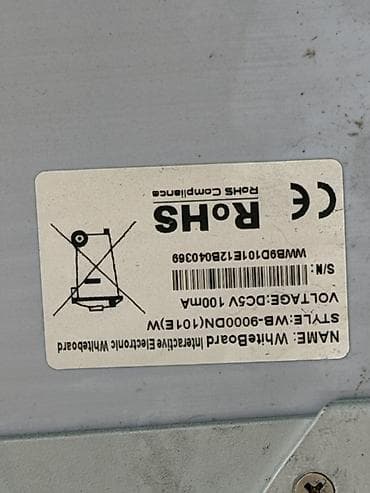 NAME: WhiteBoard Interactive Electronic Whiteboard
STYLE:WB-9000DN(101E)W
VOLTAGE:DC5V 100mA
S/N:
WWB9D101E12B040369
CE RoHS
RoHS Compliance